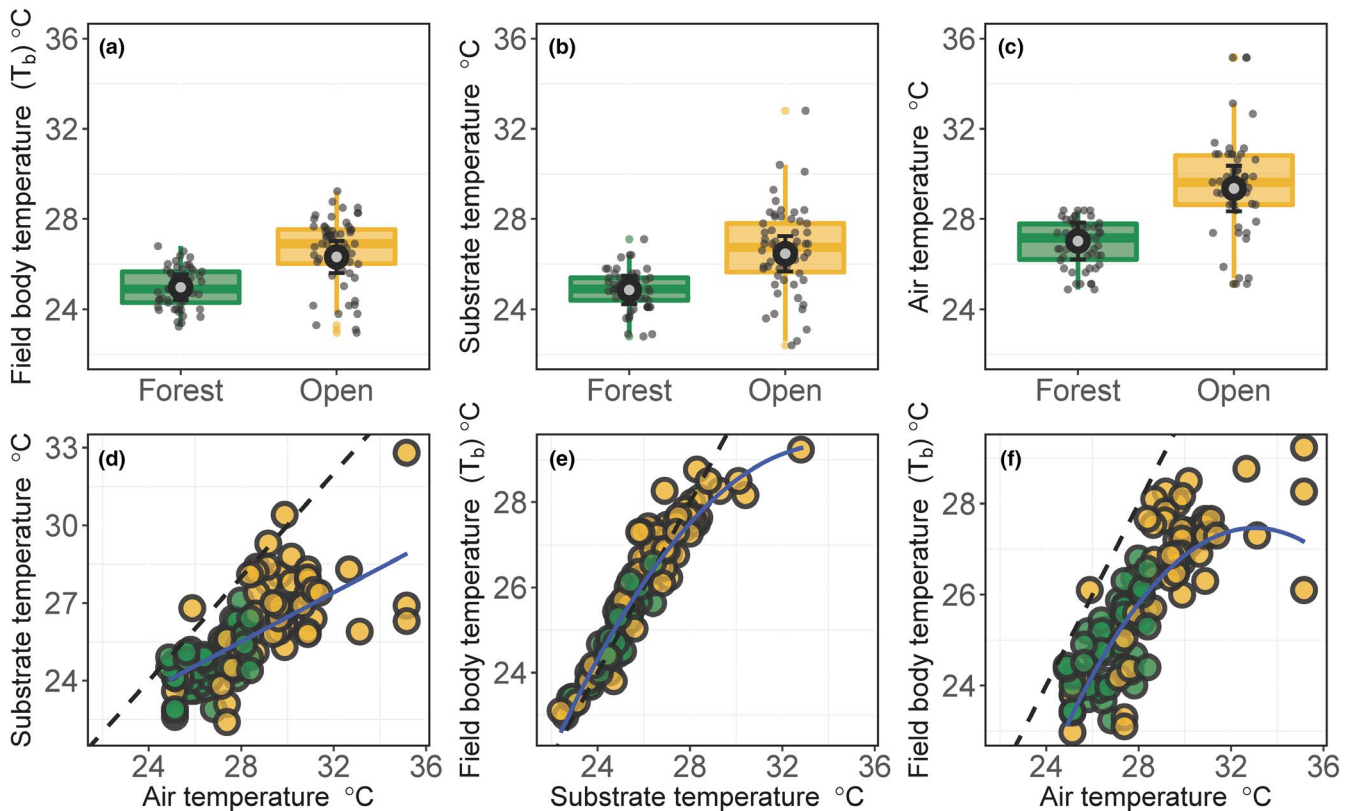 Field body temperature (Tb) °C
36
32
28
24
(a)
Forest
Open
Substrate temperature °C
36
32
28
24
(b)
Forest
Open
Air temperature °C
36
32
28
24
(c)
Forest
Open
Substrate temperature °C
33
30
27
24
(d)
24
28
32
36
Air temperature °C
Field body temperature (Tb) °C
28
26
24
(e)
24
28
32
36
Substrate temperature °C
Field body temperature (Tb) °C
28
26
24
(f)
24
28
32
36
Air temperature °C